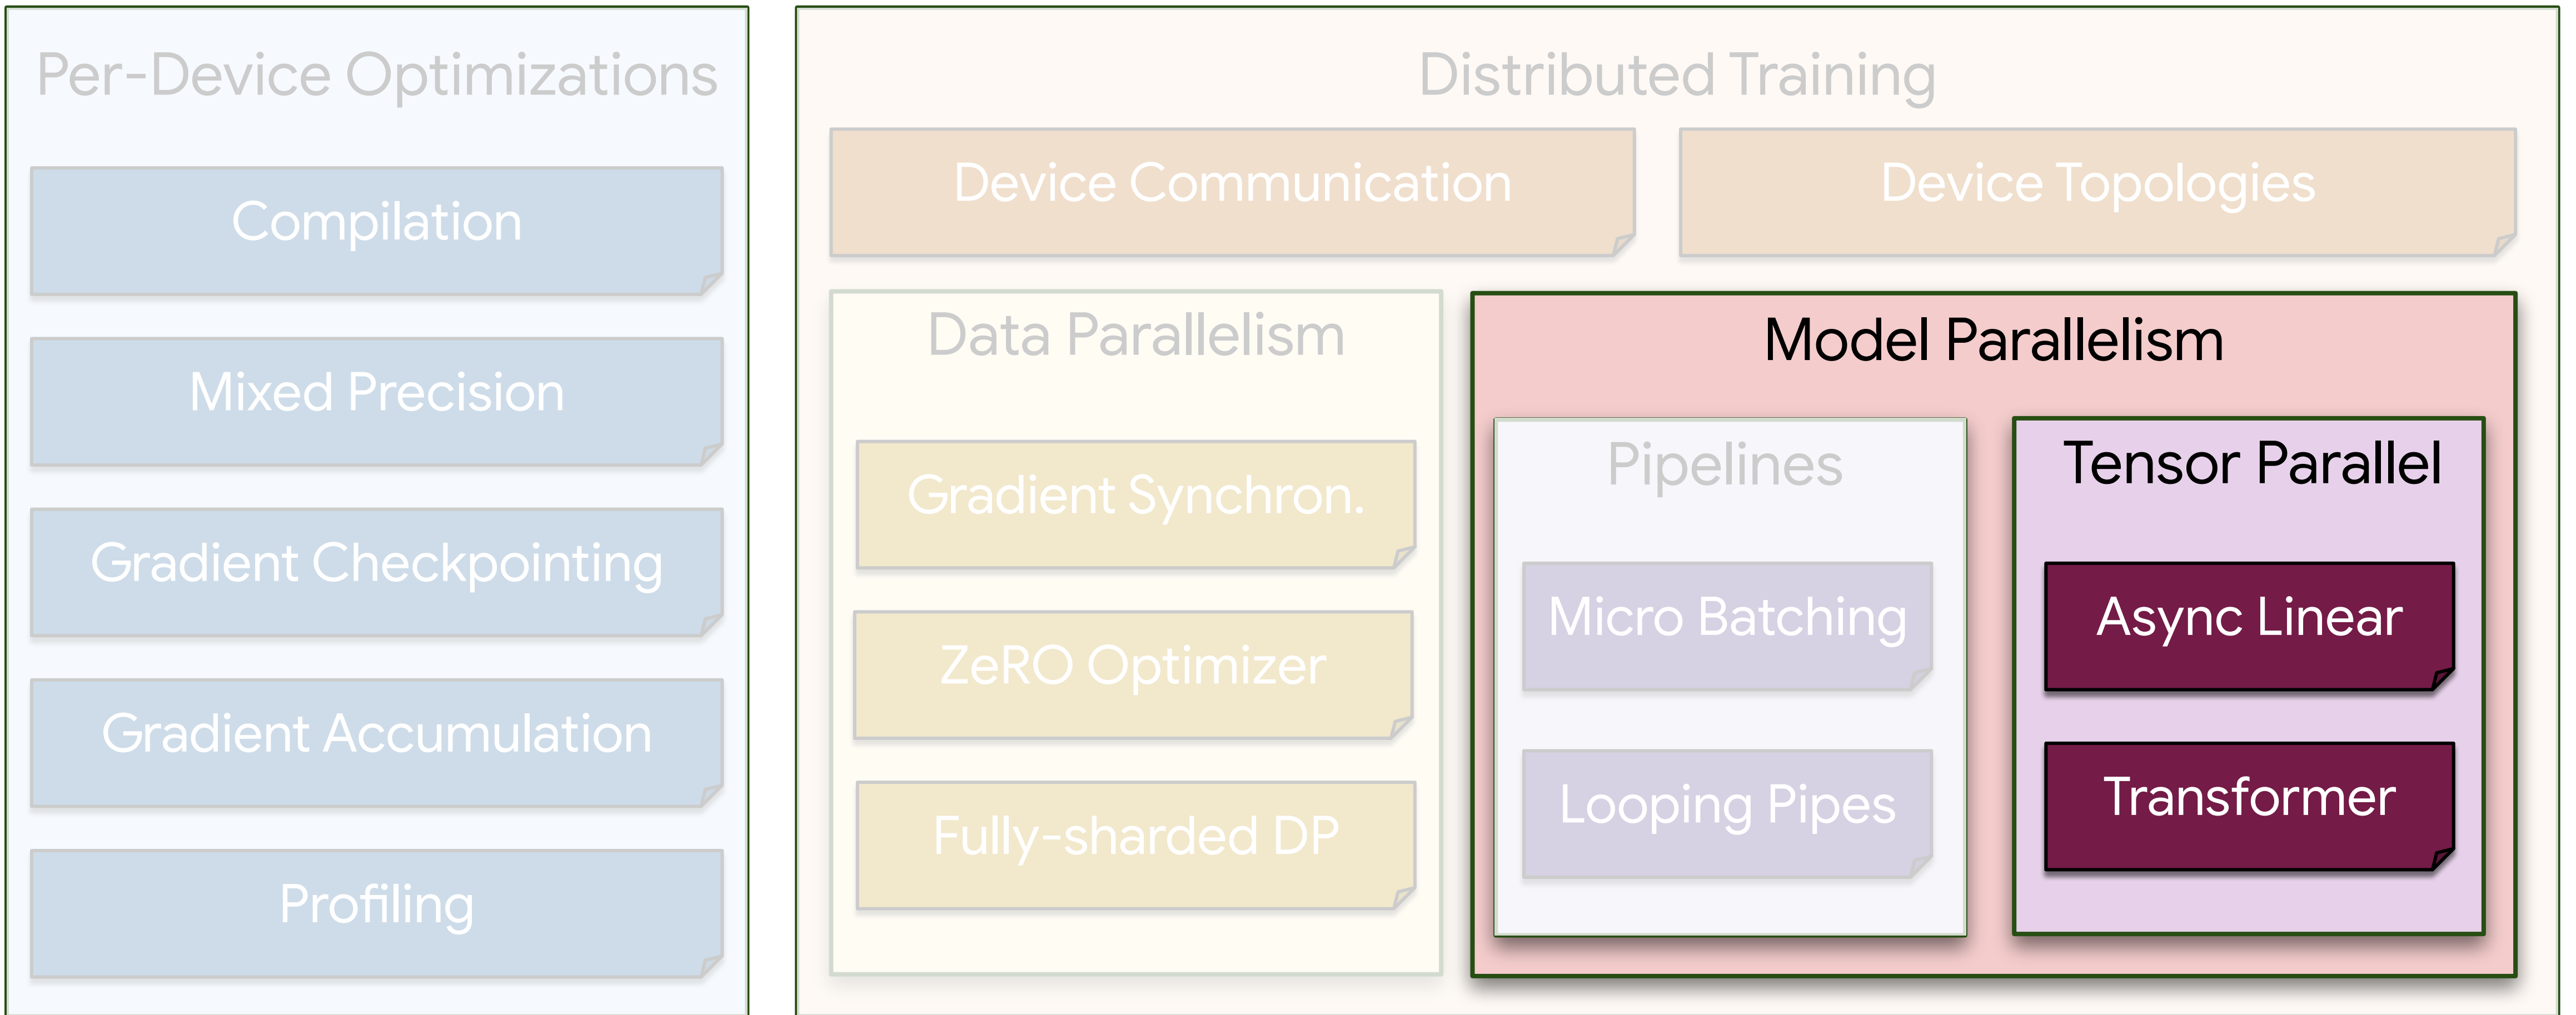 Per-Device Optimizations
Compilation
Mixed Precision
Gradient Checkpointing
Gradient Accumulation
Profiling
Distributed Training
Device Communication
Device Topologies
Data Parallelism
Gradient Synchron.
ZeRO Optimizer
Fully-sharded DP
Model Parallelism
Pipelines
Micro Batching
Looping Pipes
Tensor Parallel
Async Linear
Transformer